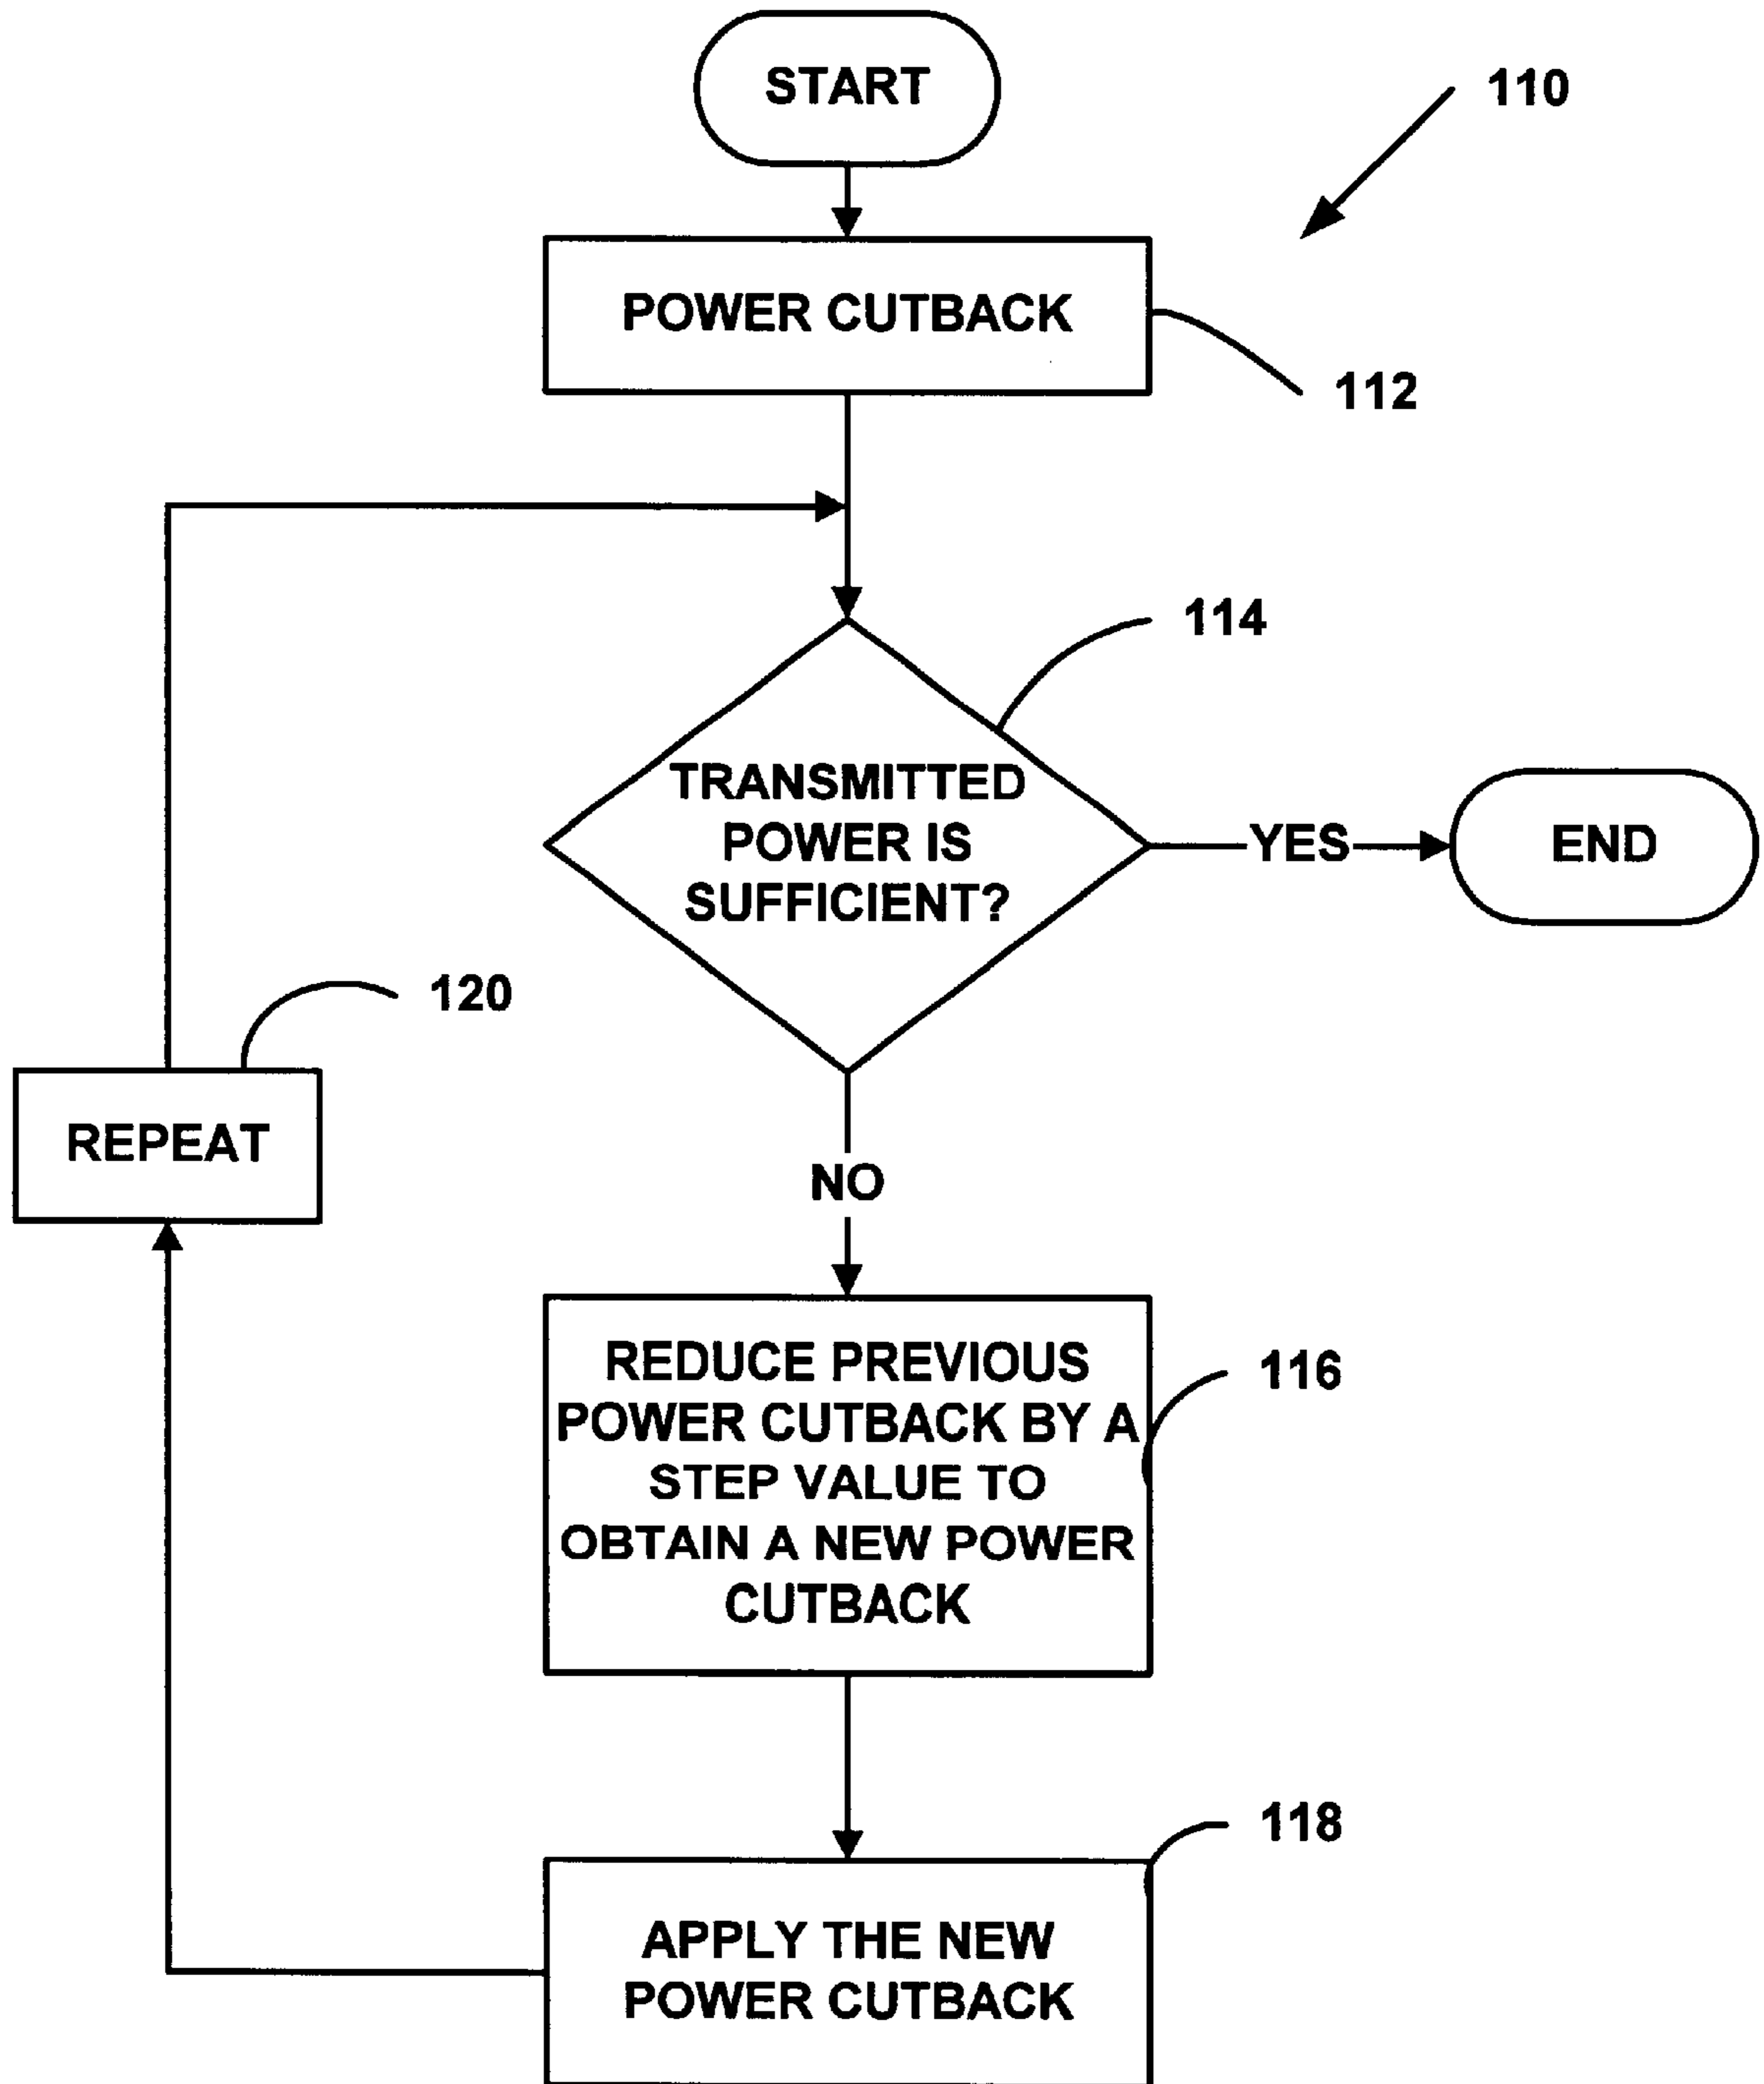 START
110
POWER CUTBACK
112
114
TRANSMITTED
POWER IS
SUFFICIENT?
YES
END
120
REPEAT
NO
REDUCE PREVIOUS
POWER CUTBACK BY A
STEP VALUE TO
OBTAIN A NEW POWER
CUTBACK
116
118
APPLY THE NEW
POWER CUTBACK